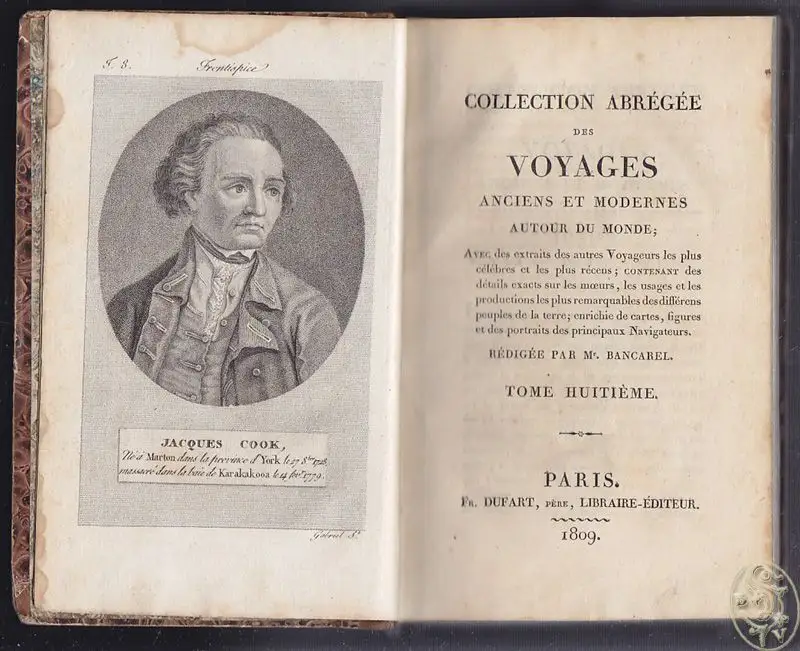 T. 8. Frontispice
JACQUES COOK,
Né à Marton dans la province d'York le 27 8.bre 1728,
massacré dans la baie de Karakakooa le 14 fév.r 1779.
Gabriel S.
COLLECTION ABRÉGÉE
DES
VOYAGES
ANCIENS ET MODERNES
AUTOUR DU MONDE;
AVEC des extraits des autres Voyageurs les plus
célèbres et les plus récens; CONTENANT des
détails exacts sur les mœurs, les usages et les
productions les plus remarquables des différens
peuples de la terre; enrichie de cartes, figures
et des portraits des principaux Navigateurs.
RÉDIGÉE PAR Mr. BANCAREL.
TOME HUITIÈME.
PARIS.
FR. DUFART, PÈRE, LIBRAIRE-ÉDITEUR.
1809.